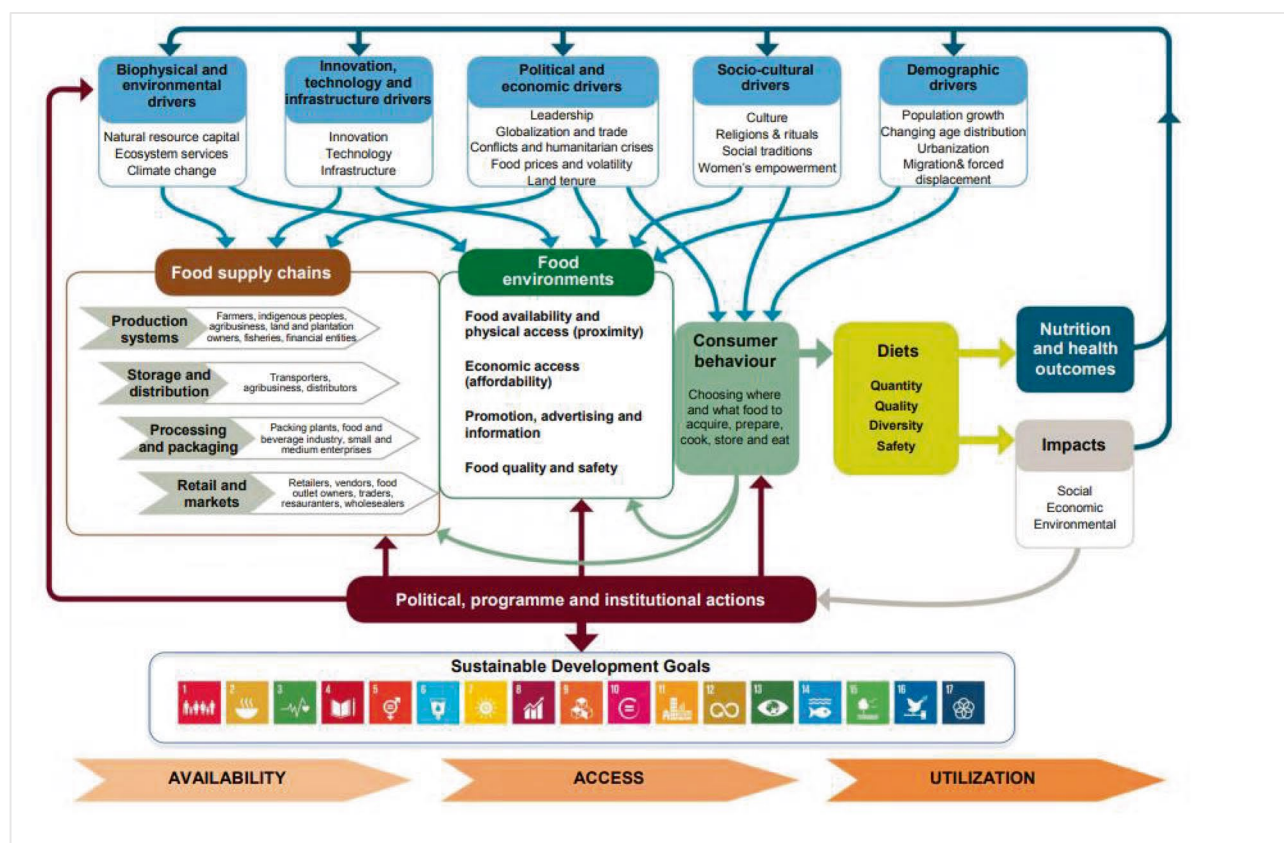 Biophysical and
environmental
drivers
Natural resource capital
Ecosystem services
Climate change
Innovation,
technology and
infrastructure drivers
Innovation
Technology
Infrastructure
Political and
economic drivers
Leadership
Globalization and trade
Conflicts and humanitarian crises
Food prices and volatility
Land tenure
Socio-cultural
drivers
Culture
Religions & rituals
Social traditions
Women's empowerment
Demographic
drivers
Population growth
Changing age distribution
Urbanization
Migration& forced
displacement
Food supply chains
Production
systems
Farmers, indigenous peoples,
agribusiness, land and plantation
owners, fisheries, financial entities
Storage and
distribution
Transporters,
agribusiness, distributors
Processing
and packaging
Packing plants, food and
beverage industry, small and
medium enterprises
Retail and
markets
Retailers, vendors, food
outlet owners, traders,
resauranters, wholesealers
Food
environments
Food availability and
physical access (proximity)
Economic access
(affordability)
Promotion, advertising and
information
Food quality and safety
Consumer
behaviour
Choosing where
and what food to
acquire, prepare,
cook, store and eat
Diets
Quantity
Quality
Diversity
Safety
Nutrition
and health
outcomes
Impacts
Social
Economic
Environmental
Political, programme and institutional actions
Sustainable Development Goals
1 2 3 4 5 6 7 8 9 10 11 12 13 14 15 16 17
AVAILABILITY
ACCESS
UTILIZATION